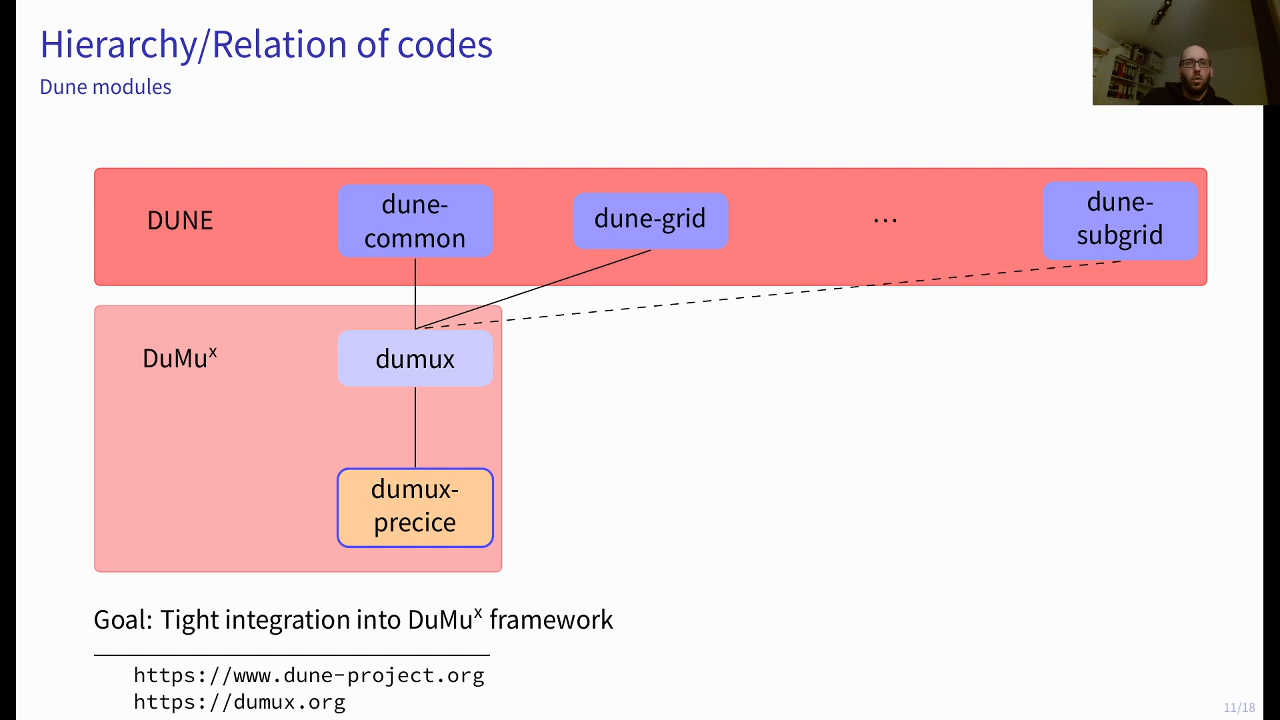 Hierarchy/Relation of codes
Dune modules
DUNE
dune-
common
dune-grid
...
dune-
subgrid
DuMuˣ
dumux
dumux-
precice
Goal: Tight integration into DuMuˣ framework
https://www.dune-project.org
https://dumux.org
11/18